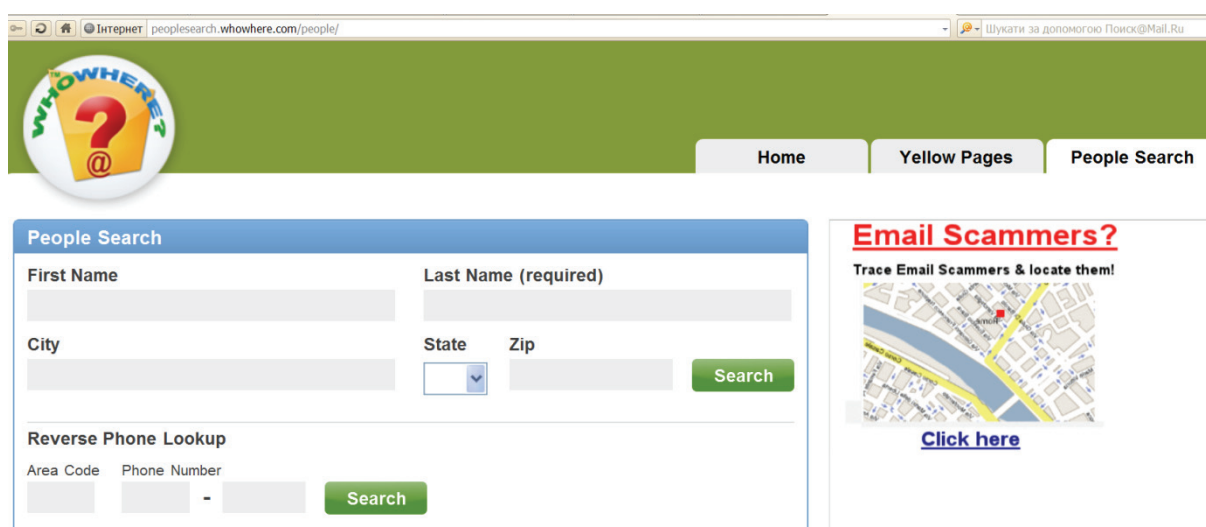 Інтернет peoplesearch.whowhere.com/people/ Шукати за допомогою Поиск@Mail.Ru
WHOWHERE?
TM
@
Home Yellow Pages People Search
People Search
First Name Last Name (required)
City State Zip
Search
Reverse Phone Lookup
Area Code Phone Number
-
Search
Email Scammers?
Trace Email Scammers & locate them!
Click here